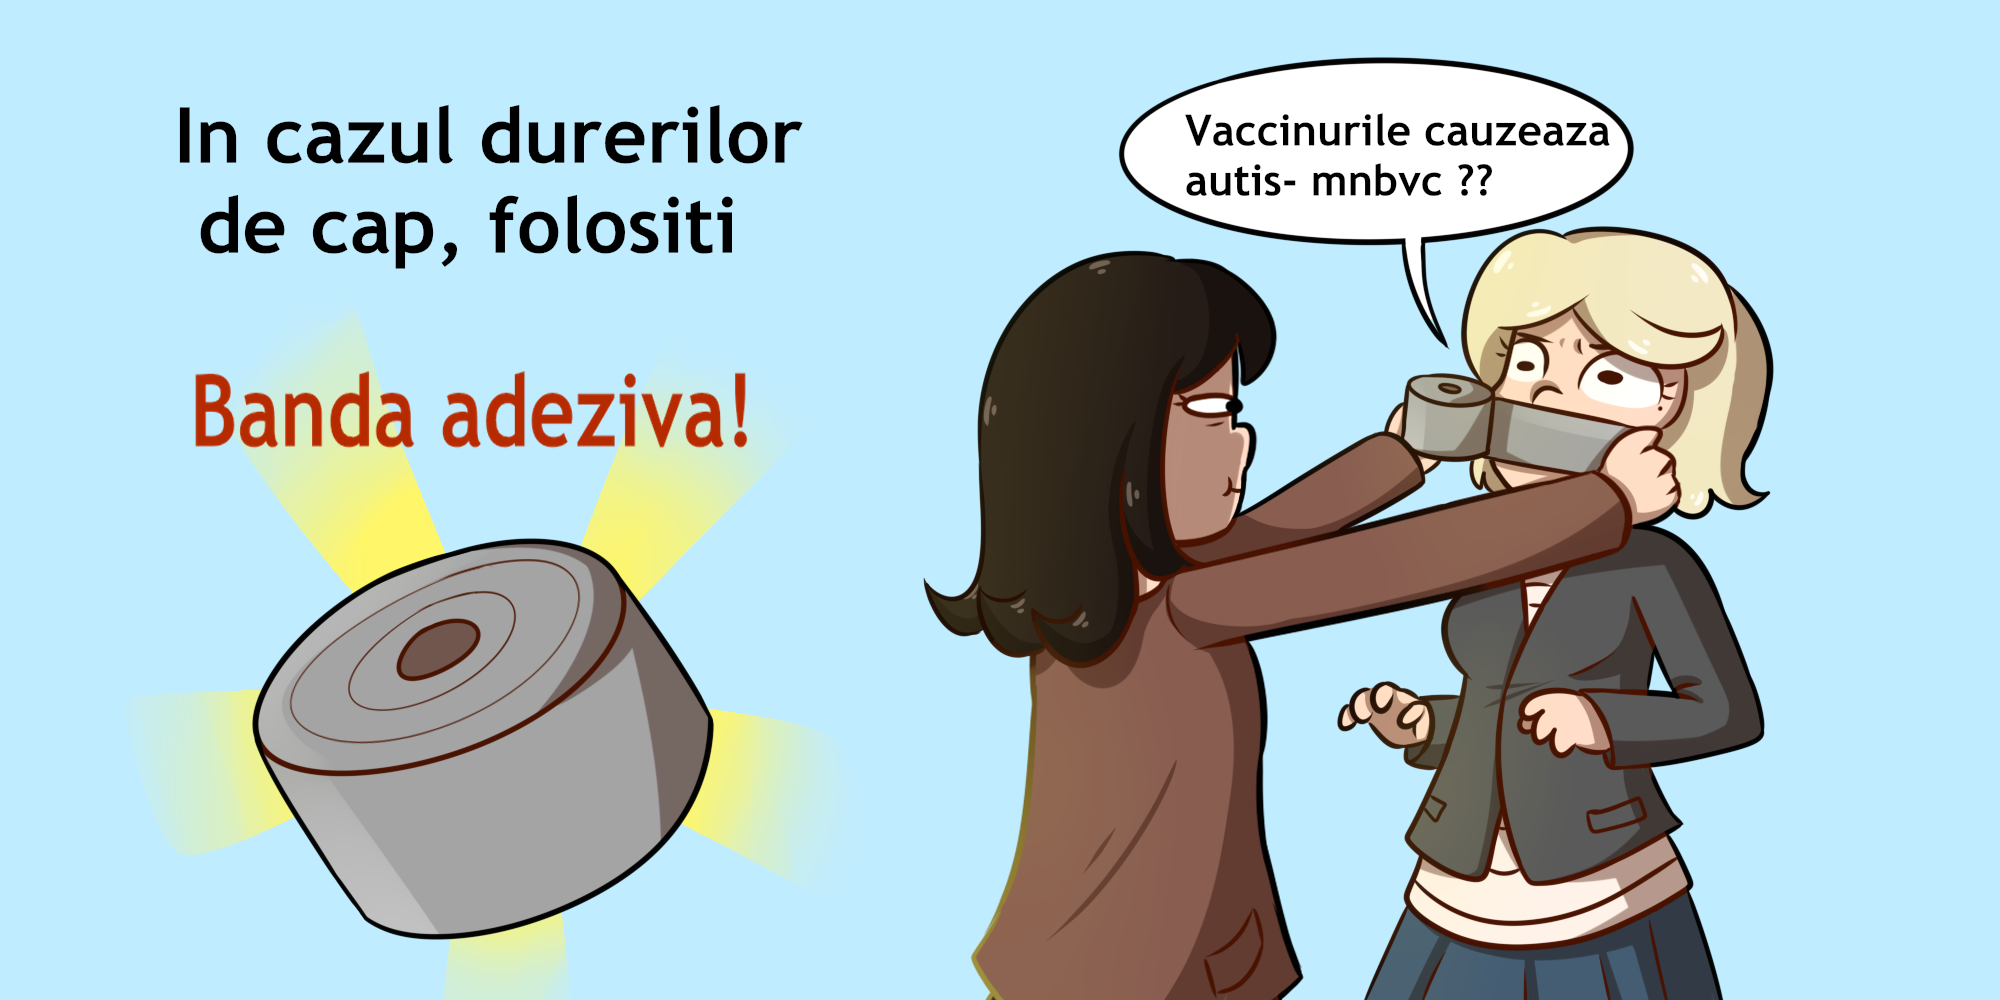 In cazul durerilor
de cap, folositi
Banda adeziva!
Vaccinurile cauzeaza
autis- mnbvc ??